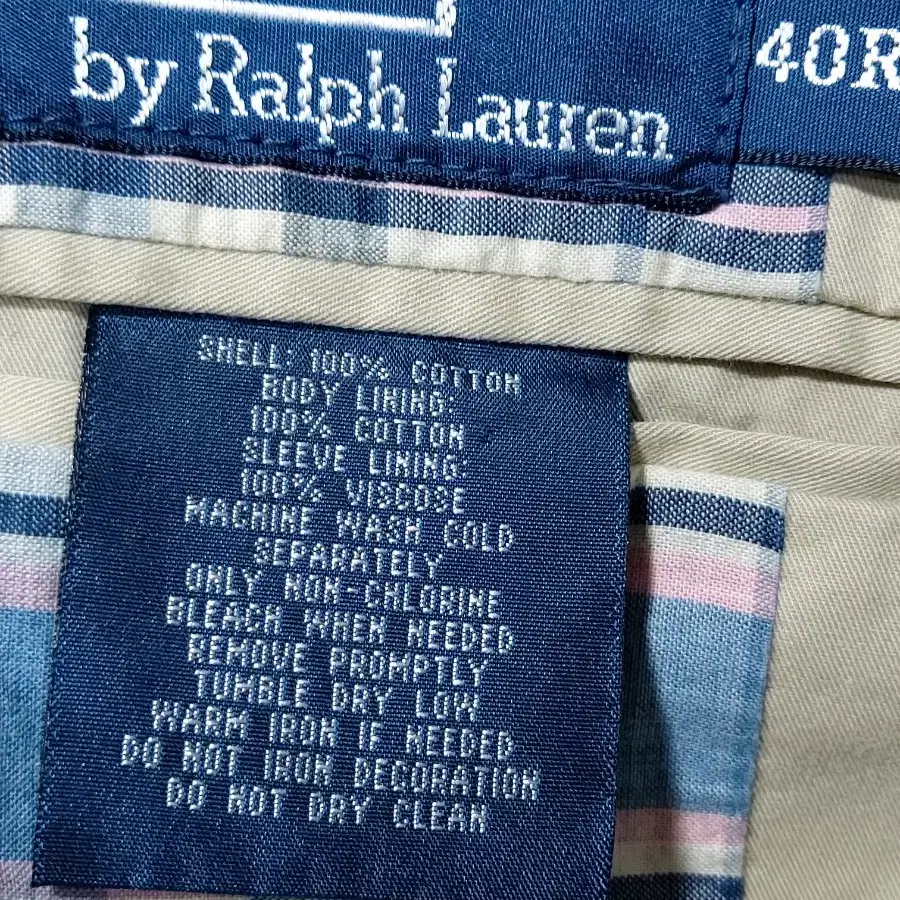 by Ralph Lauren
40R
SHELL: 100% COTTON
BODY LINING:
100% COTTON
SLEEVE LINING:
100% VISCOSE
MACHINE WASH COLD
SEPARATELY
ONLY NON-CHLORINE
BLEACH WHEN NEEDED
REMOVE PROMPTLY
TUMBLE DRY LOW
WARM IRON IF NEEDED
DO NOT IRON DECORATION
DO NOT DRY CLEAN